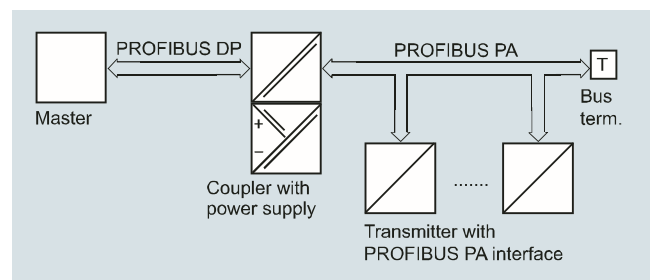 PROFIBUS DP
PROFIBUS PA
T
Master
Bus
term.
+
–
Coupler with
power supply
.......
Transmitter with
PROFIBUS PA interface